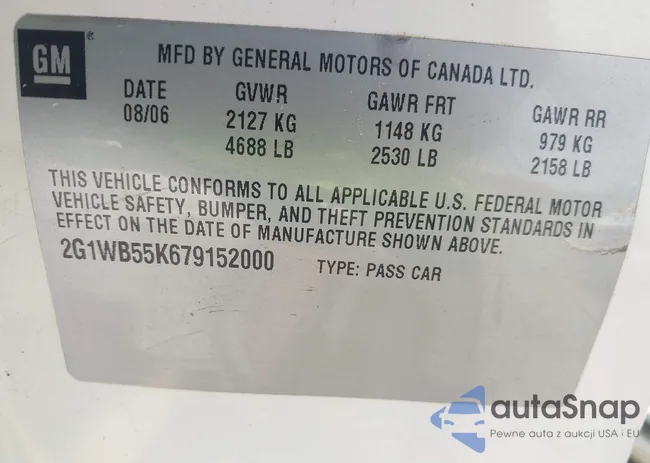 GM ®
MFD BY GENERAL MOTORS OF CANADA LTD.
DATE GVWR GAWR FRT GAWR RR
08/06 2127 KG 1148 KG 979 KG
4688 LB 2530 LB 2158 LB
THIS VEHICLE CONFORMS TO ALL APPLICABLE U.S. FEDERAL MOTOR
VEHICLE SAFETY, BUMPER, AND THEFT PREVENTION STANDARDS IN
EFFECT ON THE DATE OF MANUFACTURE SHOWN ABOVE.
2G1WB55K679152000 TYPE: PASS CAR
autaSnap
Pewne auta z aukcji USA i EU